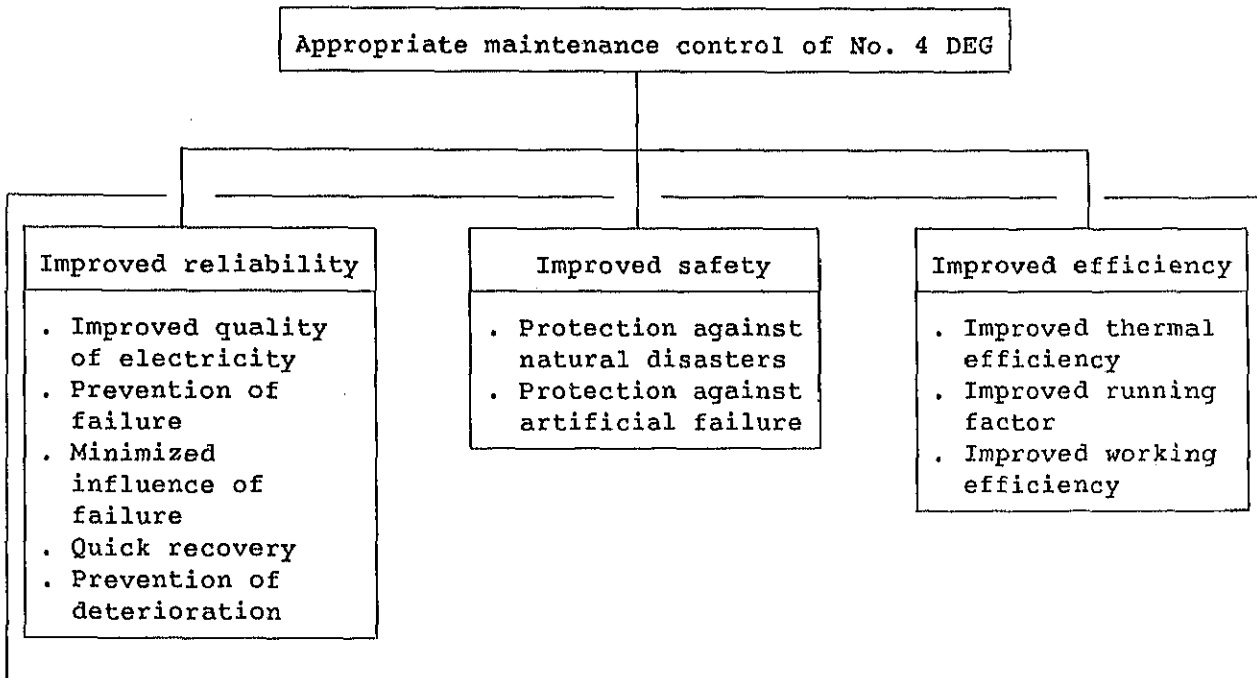 Appropriate maintenance control of No. 4 DEG
Improved reliability
. Improved quality
of electricity
. Prevention of
failure
. Minimized
influence of
failure
. Quick recovery
. Prevention of
deterioration
Improved safety
. Protection against
natural disasters
. Protection against
artificial failure
Improved efficiency
. Improved thermal
efficiency
. Improved running
factor
. Improved working
efficiency